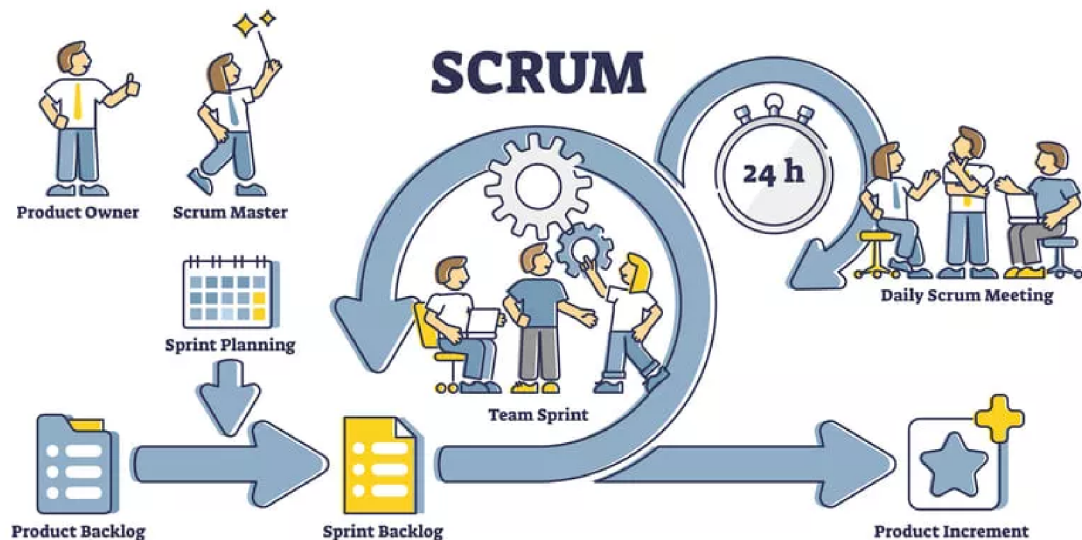 SCRUM
Product Owner
Scrum Master
24 h
Daily Scrum Meeting
Sprint Planning
Team Sprint
Product Backlog
Sprint Backlog
Product Increment